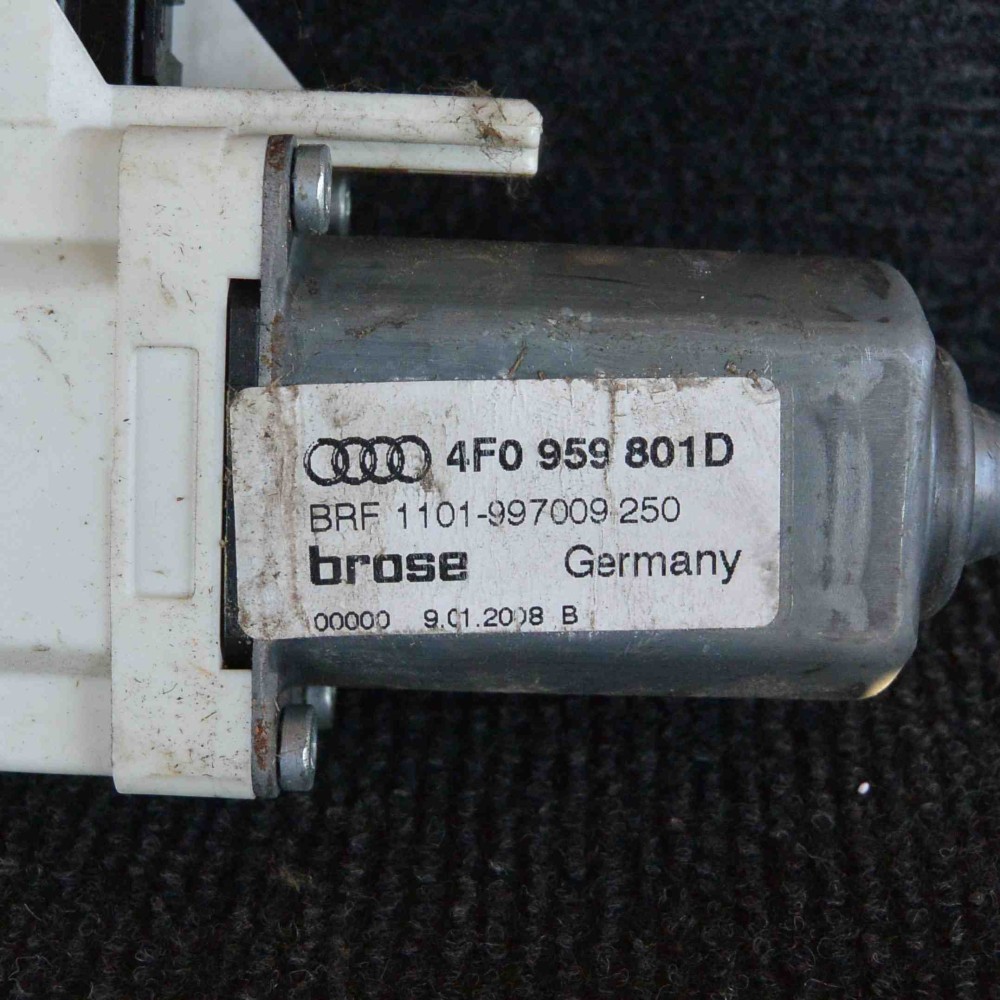 4F0 959 801D
BRF 1101-997009 250
brose Germany
00000 9.01.2008 B